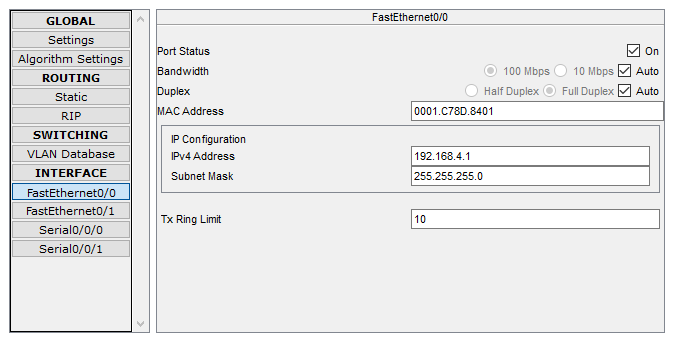 GLOBAL
Settings
Algorithm Settings
ROUTING
Static
RIP
SWITCHING
VLAN Database
INTERFACE
FastEthernet0/0
FastEthernet0/1
Serial0/0/0
Serial0/0/1
FastEthernet0/0
Port Status On
Bandwidth 100 Mbps 10 Mbps Auto
Duplex Half Duplex Full Duplex Auto
MAC Address 0001.C78D.8401
IP Configuration
IPv4 Address 192.168.4.1
Subnet Mask 255.255.255.0
Tx Ring Limit 10